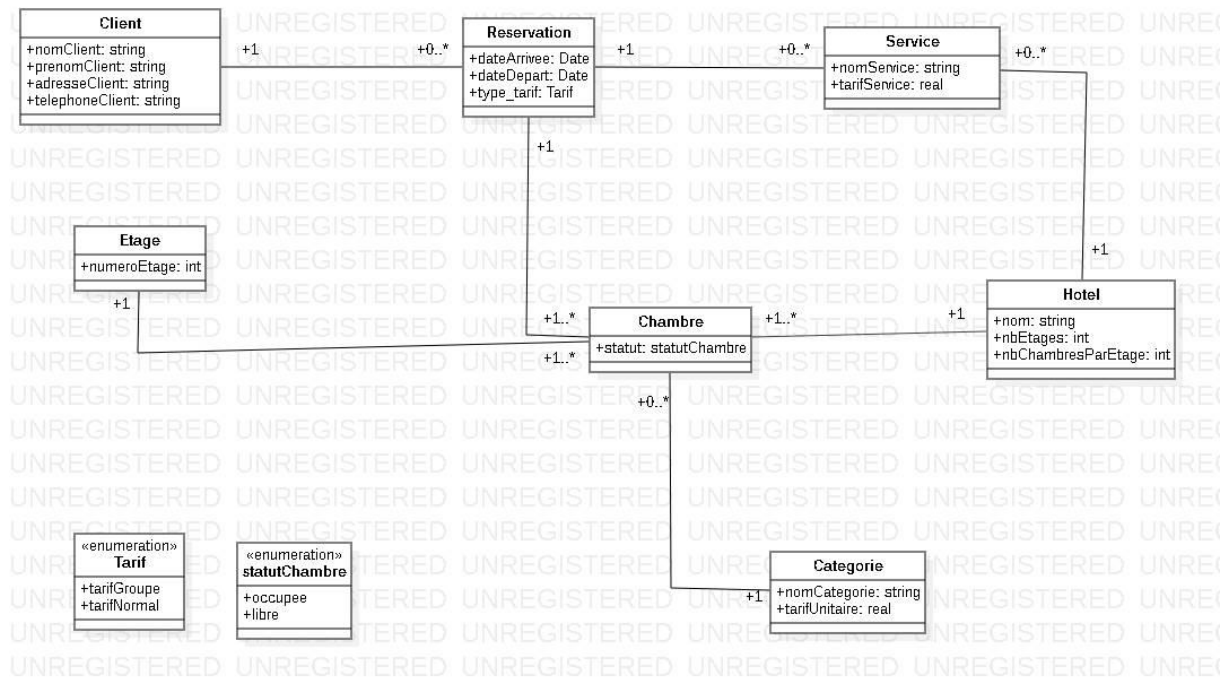 Client
+nomClient: string
+prenomClient: string
+adresseClient: string
+telephoneClient: string
+1
+0..*
Reservation
+dateArrivee: Date
+dateDepart: Date
+type_tarif: Tarif
+1
+0..*
Service
+nomService: string
+tarifService: real
+0..*
+1
Etage
+numeroEtage: int
+1
+1
Hotel
+nom: string
+nbEtages: int
+nbChambresParEtage: int
+1..*
+1..*
Chambre
+statut: statutChambre
+1..*
+1
+0..*
«enumeration»
Tarif
+tarifGroupe
+tarifNormal
«enumeration»
statutChambre
+occupee
+libre
+1
Categorie
+nomCategorie: string
+tarifUnitaire: real
UNREGISTERED